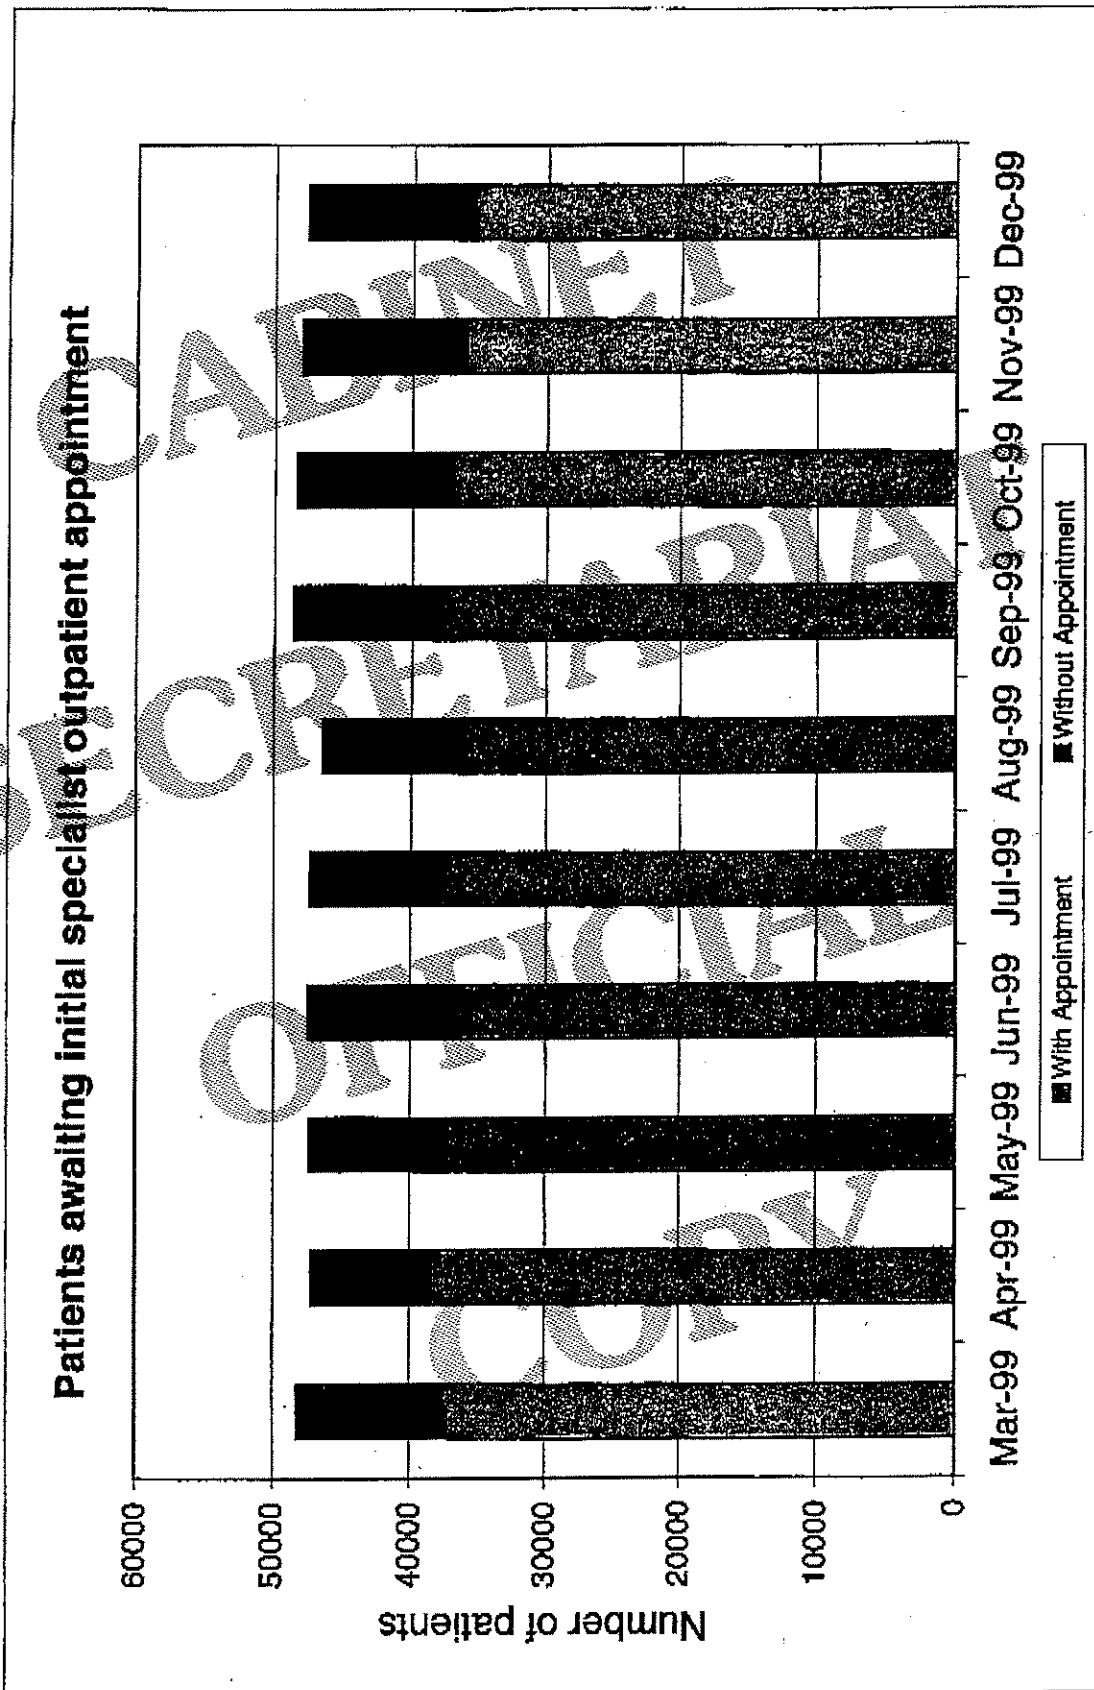 Patients awaiting initial specialist outpatient appointment
Number of patients
60000
50000
40000
30000
20000
10000
0
Mar-99 Apr-99 May-99 Jun-99 Jul-99 Aug-99 Sep-99 Oct-99 Nov-99 Dec-99
With Appointment Without Appointment
CABINET
SECRETARIAT
OFFICIAL
COPY